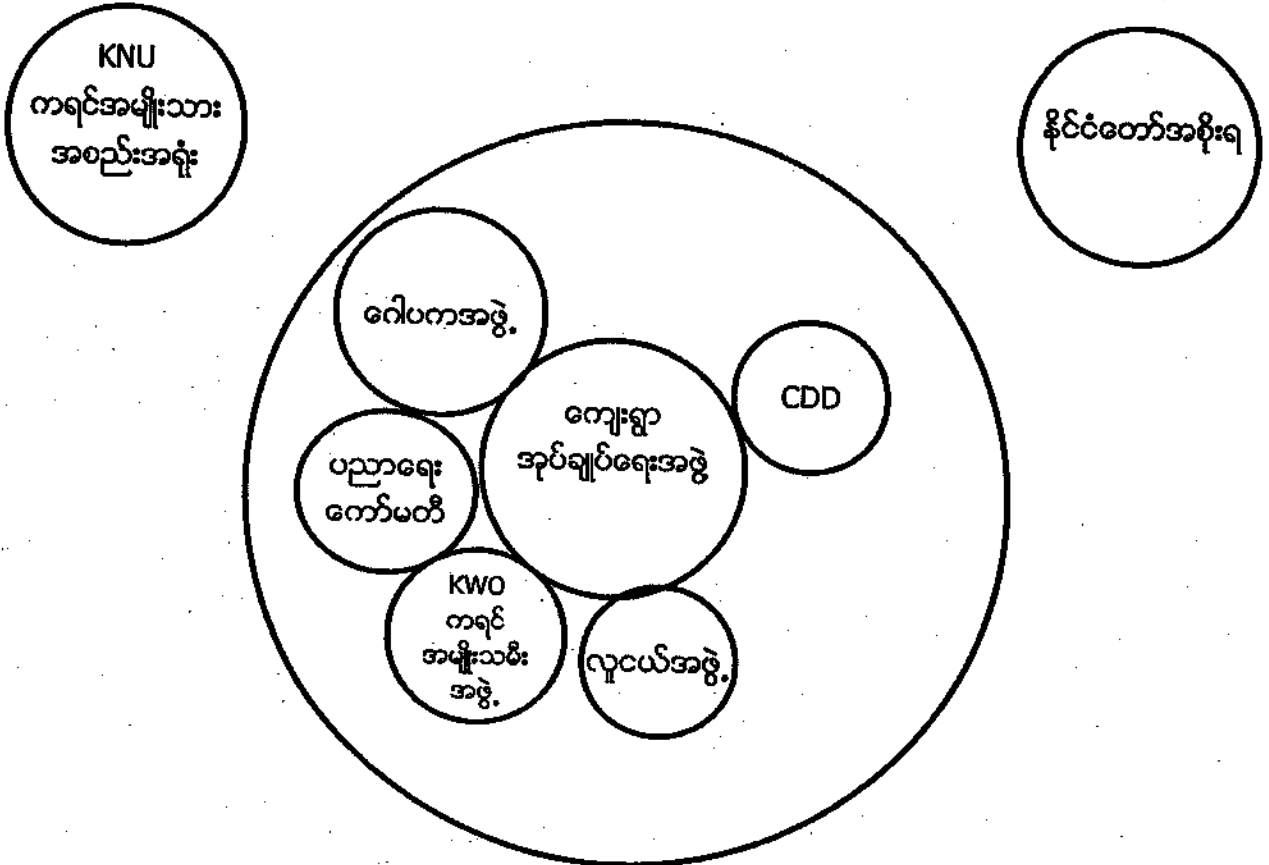 KNU
ကရင်အမျိုးသား
အစည်းအရုံး
နိုင်ငံတော်အစိုးရ
ဂေါပကအဖွဲ့
ကျေးရွာ
အုပ်ချုပ်ရေးအဖွဲ့
CDD
ပညာရေး
ကော်မတီ
KWO
ကရင်
အမျိုးသမီး
အဖွဲ့
လူငယ်အဖွဲ့